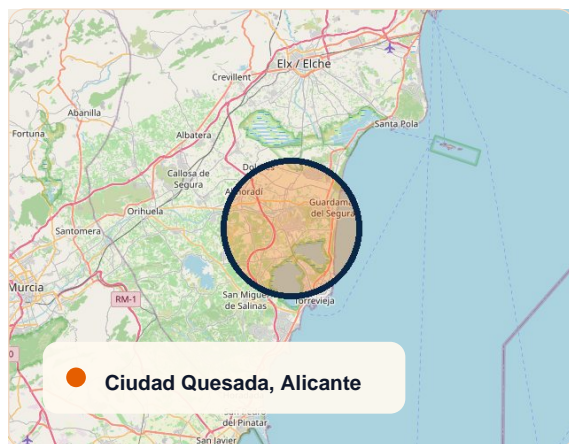 Elx / Elche
Crevillent
Abanilla
Santa Pola
Fortuna
Albatera
Dolores
Callosa de
Segura
Almoradí
Guardamar
del Segura
Orihuela
Santomera
Murcia
RM-1
San Miguel
de Salinas
Torrevieja
Ciudad Quesada, Alicante
del Pinatar
San Javier